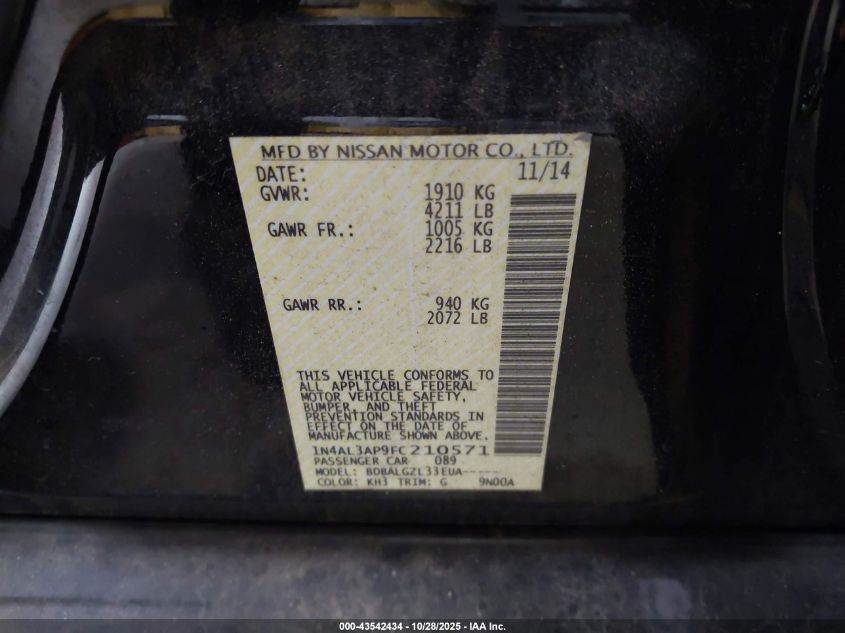 MFD BY NISSAN MOTOR CO., LTD.
DATE: 11/14
GVWR: 1910 KG
4211 LB
GAWR FR.: 1005 KG
2216 LB
GAWR RR.: 940 KG
2072 LB
THIS VEHICLE CONFORMS TO
ALL APPLICABLE FEDERAL
MOTOR VEHICLE SAFETY,
BUMPER, AND THEFT
PREVENTION STANDARDS IN
EFFECT ON THE DATE OF
MANUFACTURE SHOWN ABOVE.
1N4AL3AP9FC210571
PASSENGER CAR 089
MODEL: BDBALGZL33EUA-----
COLOR: KH3 TRIM: G 9N00A
000-43542434 - 10/28/2025 - IAA Inc.